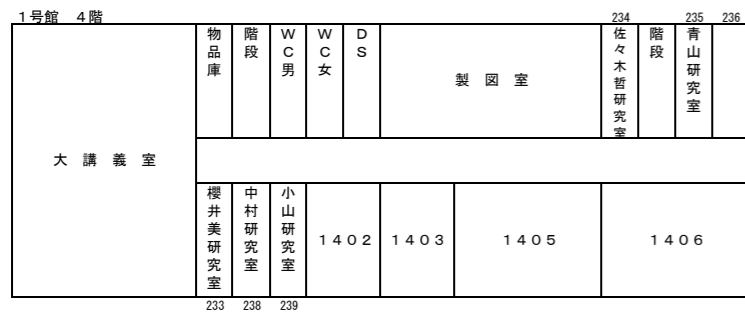 1号館 4階
234
235
236
物品庫
階段
WC男
WC女
DS
製図室
佐々木哲研究室
階段
青山研究室
大講義室
櫻井美研究室
中村研究室
小山研究室
1402
1403
1405
1406
233
238
239